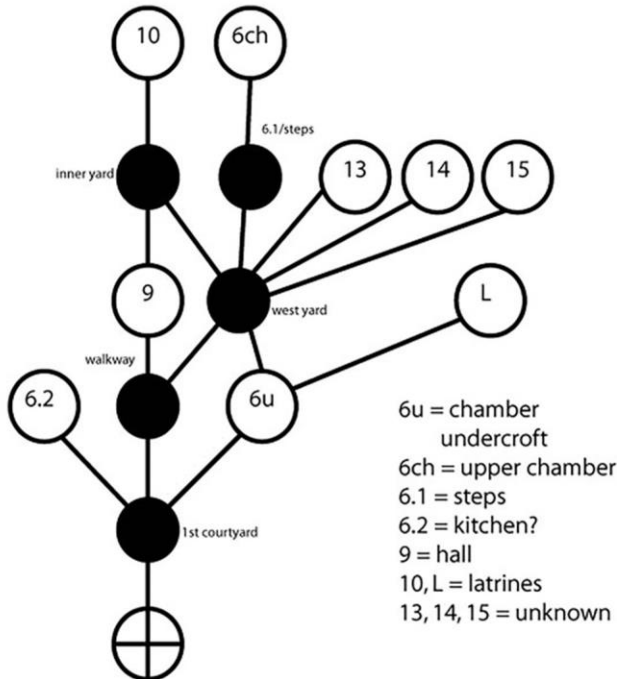 10
6ch
6.1/steps
inner yard
13
14
15
9
west yard
L
walkway
6.2
6u
1st courtyard
6u = chamber
undercroft
6ch = upper chamber
6.1 = steps
6.2 = kitchen?
9 = hall
10, L = latrines
13, 14, 15 = unknown